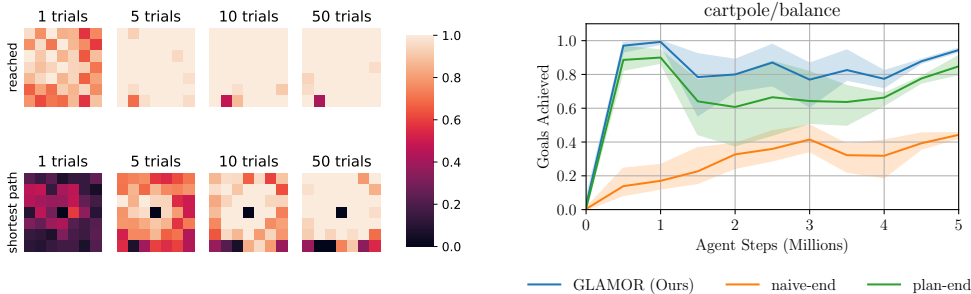 1 trials 5 trials 10 trials 50 trials
reached
1 trials 5 trials 10 trials 50 trials
shortest path
1.0
0.8
0.6
0.4
0.2
0.0
cartpole/balance
Goals Achieved
1.0
0.8
0.6
0.4
0.2
0.0
0 1 2 3 4 5
Agent Steps (Millions)
GLAMOR (Ours) naive-end plan-end